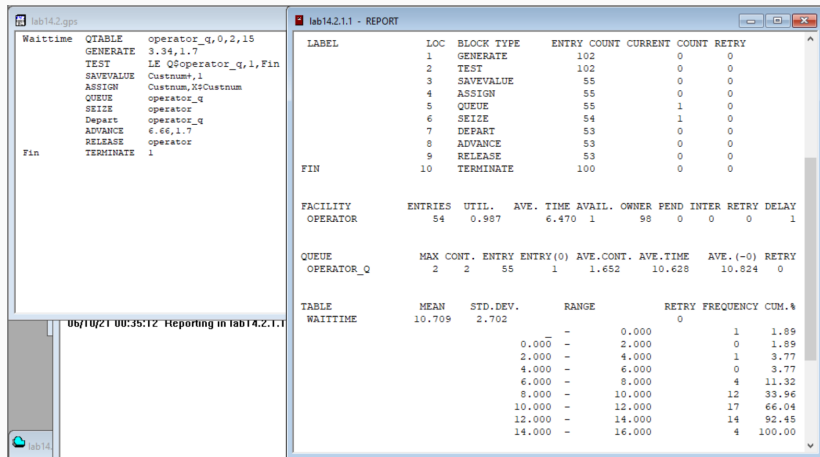 lab14.2.gps
Waittime QTABLE operator_q,0,2,15
GENERATE 3.34,1.7
TEST LE Q$operator_q,1,Fin
SAVEVALUE Custnum+,1
ASSIGN Custnum,X$Custnum
QUEUE operator_q
SEIZE operator
Depart operator_q
ADVANCE 6.66,1.7
RELEASE operator
Fin TERMINATE 1
06/10/21 00:35:12 Reporting in lab14.2.1.1
lab14.
lab14.2.1.1 - REPORT
LABEL LOC BLOCK TYPE ENTRY COUNT CURRENT COUNT RETRY
1 GENERATE 102 0 0
2 TEST 102 0 0
3 SAVEVALUE 55 0 0
4 ASSIGN 55 0 0
5 QUEUE 55 1 0
6 SEIZE 54 1 0
7 DEPART 53 0 0
8 ADVANCE 53 0 0
9 RELEASE 53 0 0
FIN 10 TERMINATE 100 0 0
FACILITY ENTRIES UTIL. AVE. TIME AVAIL. OWNER PEND INTER RETRY DELAY
OPERATOR 54 0.987 6.470 1 98 0 0 0 1
QUEUE MAX CONT. ENTRY ENTRY(0) AVE.CONT. AVE.TIME AVE.(-0) RETRY
OPERATOR_Q 2 2 55 1 1.652 10.628 10.824 0
TABLE MEAN STD.DEV. RANGE RETRY FREQUENCY CUM.%
WAITTIME 10.709 2.702 0
_ - 0.000 1 1.89
0.000 - 2.000 0 1.89
2.000 - 4.000 1 3.77
4.000 - 6.000 0 3.77
6.000 - 8.000 4 11.32
8.000 - 10.000 12 33.96
10.000 - 12.000 17 66.04
12.000 - 14.000 14 92.45
14.000 - 16.000 4 100.00